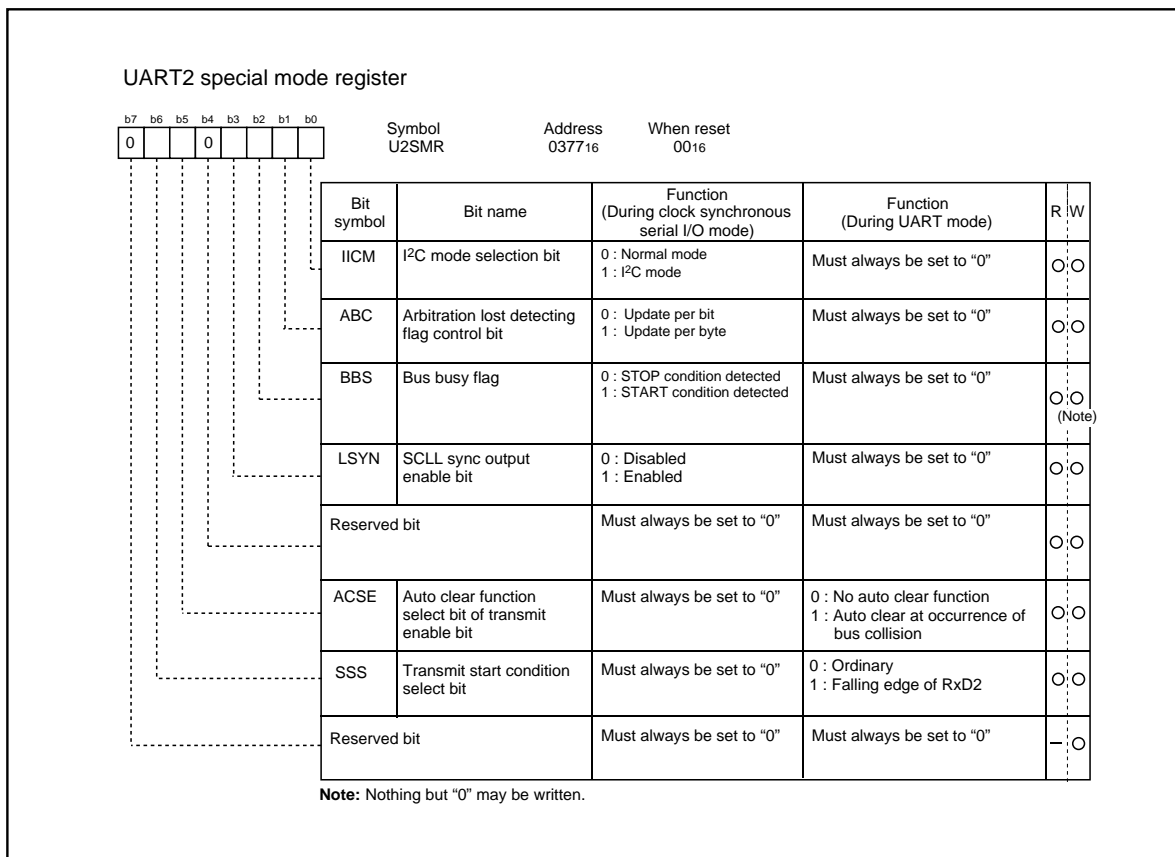 UART2 special mode register
b7 b6 b5 b4 b3 b2 b1 b0
0 0
Symbol Address When reset
U2SMR 037716 0016
Bit symbol Bit name Function (During clock synchronous serial I/O mode) Function (During UART mode) R W
IICM I2C mode selection bit 0 : Normal mode Must always be set to “0”
1 : I2C mode
ABC Arbitration lost detecting 0 : Update per bit Must always be set to “0”
flag control bit 1 : Update per byte
BBS Bus busy flag 0 : STOP condition detected Must always be set to “0”
1 : START condition detected
(Note)
LSYN SCLL sync output 0 : Disabled Must always be set to “0”
enable bit 1 : Enabled
Reserved bit Must always be set to “0” Must always be set to “0”
ACSE Auto clear function Must always be set to “0” 0 : No auto clear function
select bit of transmit 1 : Auto clear at occurrence of
enable bit bus collision
SSS Transmit start condition Must always be set to “0” 0 : Ordinary
select bit 1 : Falling edge of RxD2
Reserved bit Must always be set to “0” Must always be set to “0” –
Note: Nothing but “0” may be written.